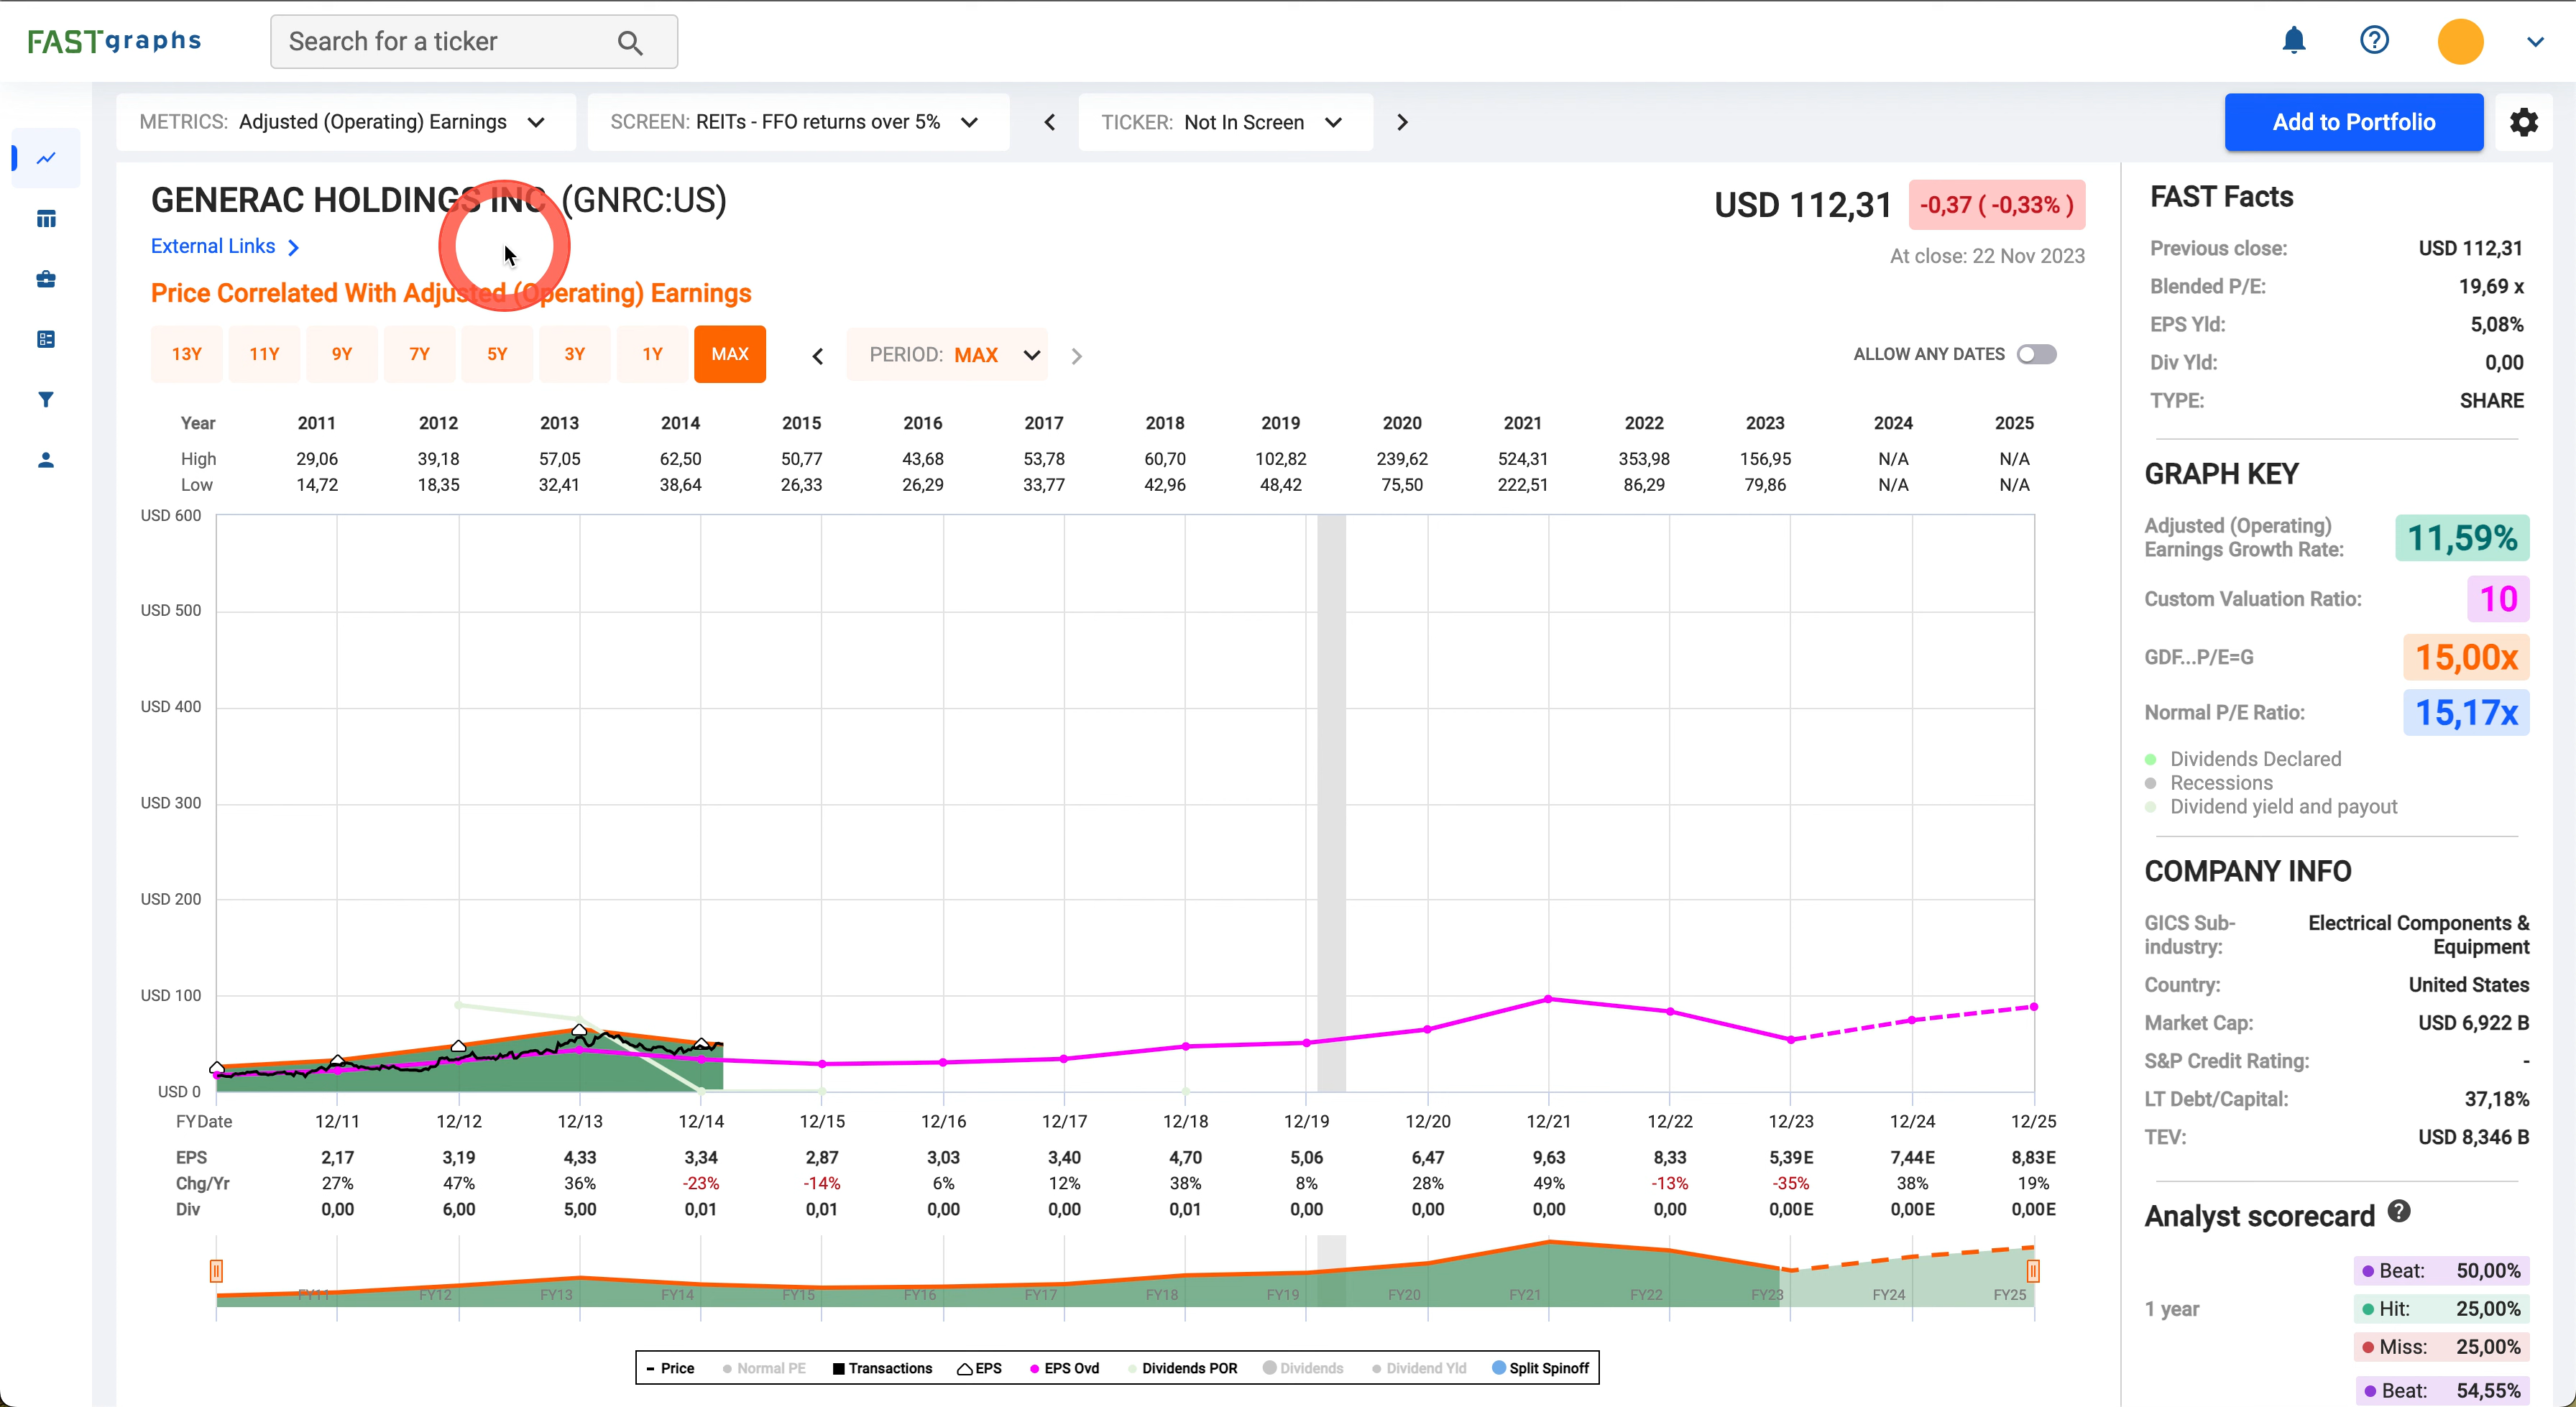 FASTgraphs
Search for a ticker
METRICS: Adjusted (Operating) Earnings
SCREEN: REITs - FFO returns over 5%
TICKER: Not In Screen
Add to Portfolio
GENERAC HOLDINGS INC (GNRC:US)
External Links
USD 112,31 -0,37 ( -0,33% )
At close: 22 Nov 2023
Price Correlated With Adjusted (Operating) Earnings
13Y 11Y 9Y 7Y 5Y 3Y 1Y MAX
PERIOD: MAX
ALLOW ANY DATES
Year 2011 2012 2013 2014 2015 2016 2017 2018 2019 2020 2021 2022 2023 2024 2025
High 29,06 39,18 57,05 62,50 50,77 43,68 53,78 60,70 102,82 239,62 524,31 353,98 156,95 N/A N/A
Low 14,72 18,35 32,41 38,64 26,33 26,29 33,77 42,96 48,42 75,50 222,51 86,29 79,86 N/A N/A
USD 600
USD 500
USD 400
USD 300
USD 200
USD 100
USD 0
FYDate 12/11 12/12 12/13 12/14 12/15 12/16 12/17 12/18 12/19 12/20 12/21 12/22 12/23 12/24 12/25
EPS 2,17 3,19 4,33 3,34 2,87 3,03 3,40 4,70 5,06 6,47 9,63 8,33 5,39E 7,44E 8,83E
Chg/Yr 27% 47% 36% -23% -14% 6% 12% 38% 8% 28% 49% -13% -35% 38% 19%
Div 0,00 6,00 5,00 0,01 0,01 0,00 0,00 0,01 0,00 0,00 0,00 0,00 0,00E 0,00E 0,00E
FY11 FY12 FY13 FY14 FY15 FY16 FY17 FY18 FY19 FY20 FY21 FY22 FY23 FY24 FY25
Price Normal PE Transactions EPS EPS Ovd Dividends POR Dividends Dividend Yld Split Spinoff
FAST Facts
Previous close: USD 112,31
Blended P/E: 19,69 x
EPS Yld: 5,08%
Div Yld: 0,00
TYPE: SHARE
GRAPH KEY
Adjusted (Operating)
Earnings Growth Rate: 11,59%
Custom Valuation Ratio: 10
GDF...P/E=G 15,00x
Normal P/E Ratio: 15,17x
Dividends Declared
Recessions
Dividend yield and payout
COMPANY INFO
GICS Sub- Electrical Components &
industry: Equipment
Country: United States
Market Cap: USD 6,922 B
S&P Credit Rating: -
LT Debt/Capital: 37,18%
TEV: USD 8,346 B
Analyst scorecard
Beat: 50,00%
1 year Hit: 25,00%
Miss: 25,00%
Beat: 54,55%